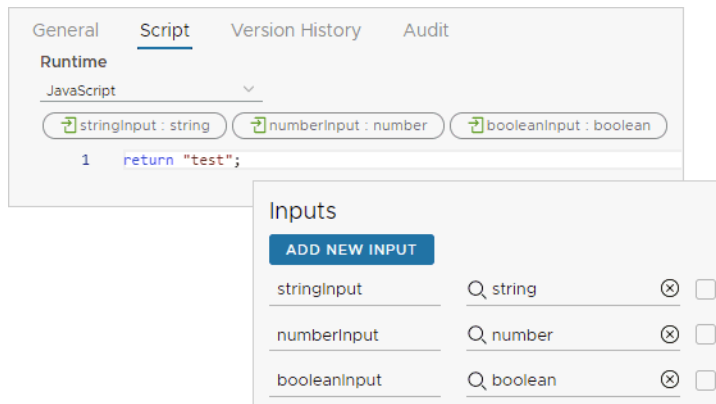 General Script Version History Audit
Runtime
JavaScript
stringInput : string numberInput : number booleanInput : boolean
1 return "test";
Inputs
ADD NEW INPUT
stringInput string
numberInput number
booleanInput boolean